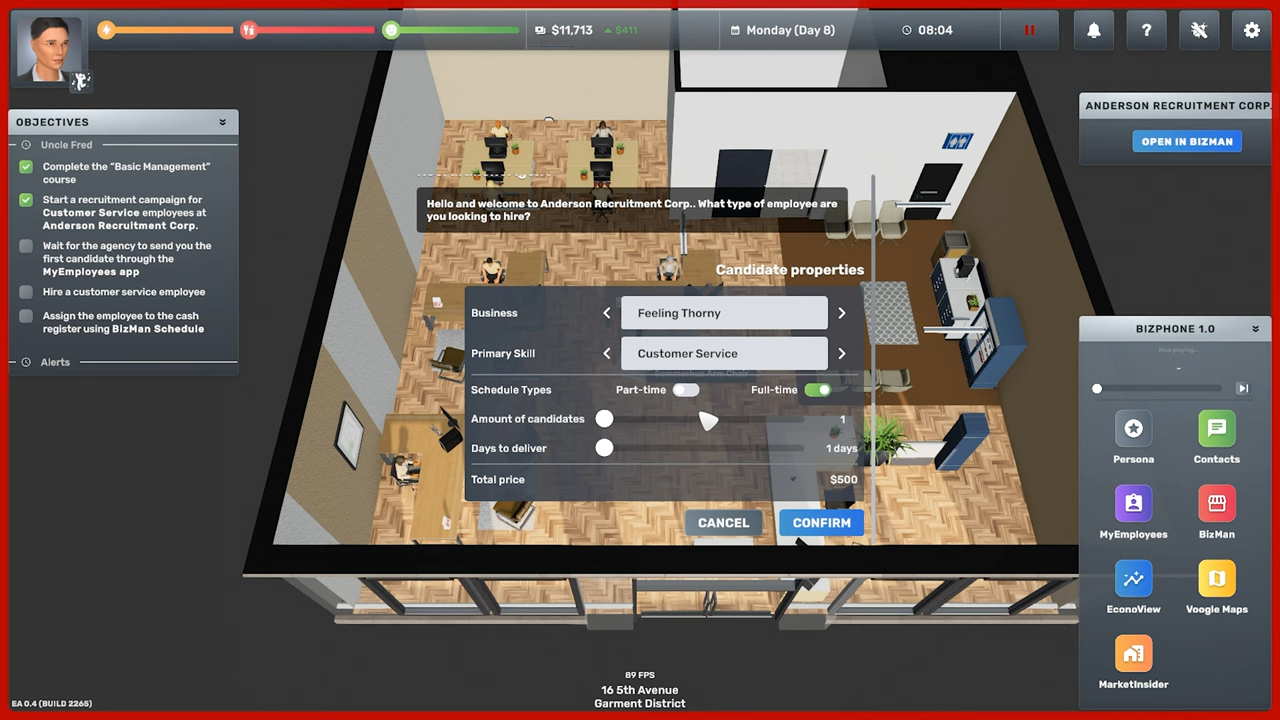 $11,713
$411
Monday (Day 8)
08:04
?
OBJECTIVES
Uncle Fred
Complete the "Basic Management"
course
Start a recruitment campaign for
Customer Service employees at
Anderson Recruitment Corp.
Wait for the agency to send you the
first candidate through the
MyEmployees app
Hire a customer service employee
Assign the employee to the cash
register using BizMan Schedule
Alerts
Hello and welcome to Anderson Recruitment Corp.. What type of employee are
you looking to hire?
Candidate properties
Business
Feeling Thorny
Primary Skill
Customer Service
Schedule Types
Part-time
Full-time
Amount of candidates
1
Days to deliver
1 days
Total price
$500
CANCEL
CONFIRM
ANDERSON RECRUITMENT CORP.
OPEN IN BIZMAN
BIZPHONE 1.0
Now playing...
-
Persona
Contacts
MyEmployees
BizMan
EconoView
Voogle Maps
MarketInsider
89 FPS
16 5th Avenue
Garment District
EA 0.4 (BUILD 2265)